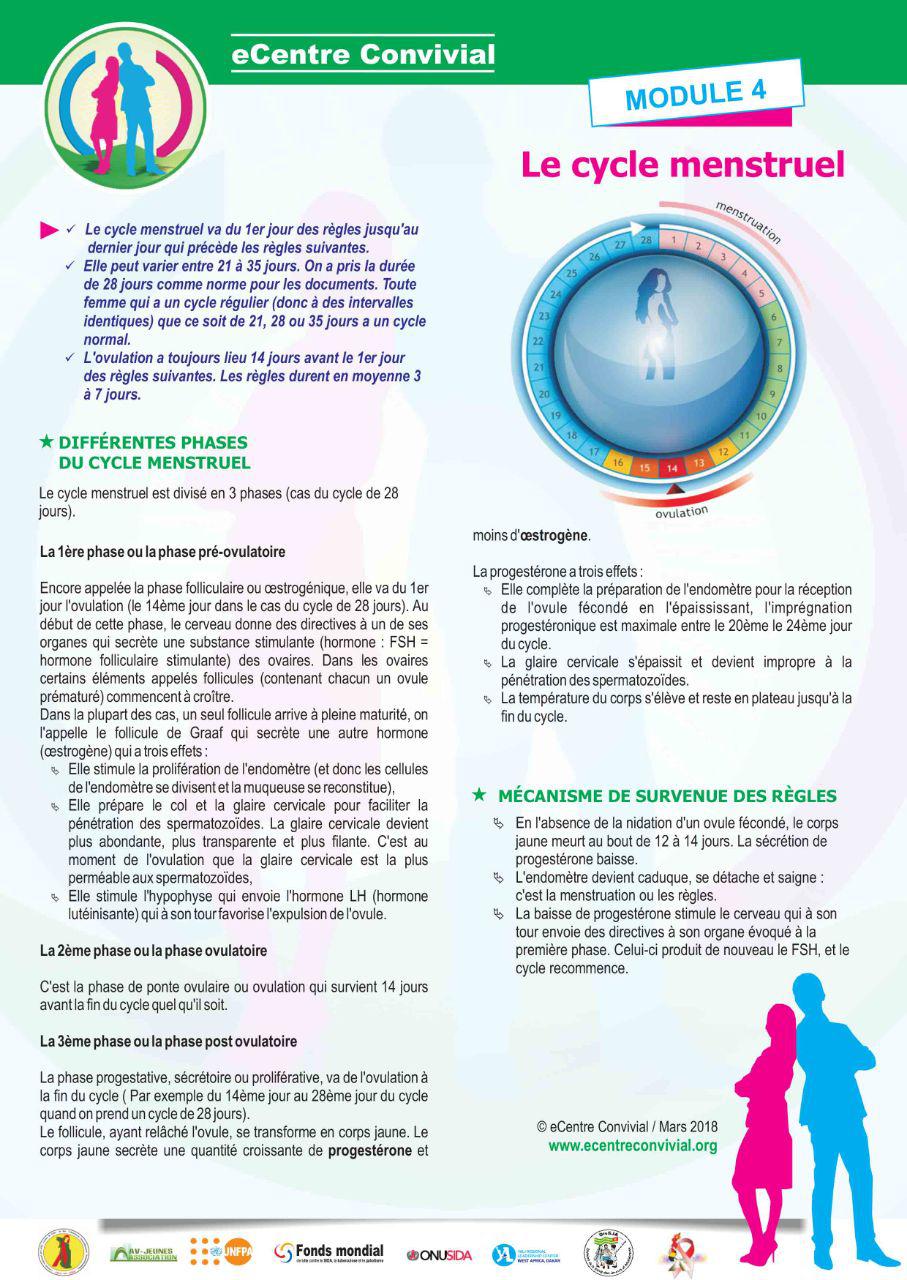 eCentre Convivial
MODULE 4
Le cycle menstruel
✓ Le cycle menstruel va du 1er jour des règles jusqu'au
dernier jour qui précède les règles suivantes.
✓ Elle peut varier entre 21 à 35 jours. On a pris la durée
de 28 jours comme norme pour les documents. Toute
femme qui a un cycle régulier (donc à des intervalles
identiques) que ce soit de 21, 28 ou 35 jours a un cycle
normal.
✓ L'ovulation a toujours lieu 14 jours avant le 1er jour
des règles suivantes. Les règles durent en moyenne 3
à 7 jours.
★ DIFFÉRENTES PHASES
DU CYCLE MENSTRUEL
Le cycle menstruel est divisé en 3 phases (cas du cycle de 28
jours).
La 1ère phase ou la phase pré-ovulatoire
Encore appelée la phase folliculaire ou œstrogénique, elle va du 1er
jour l'ovulation (le 14ème jour dans le cas du cycle de 28 jours). Au
début de cette phase, le cerveau donne des directives à un de ses
organes qui secrète une substance stimulante (hormone : FSH =
hormone folliculaire stimulante) des ovaires. Dans les ovaires
certains éléments appelés follicules (contenant chacun un ovule
prématuré) commencent à croître.
Dans la plupart des cas, un seul follicule arrive à pleine maturité, on
l'appelle le follicule de Graaf qui secrète une autre hormone
(œstrogène) qui a trois effets :
Elle stimule la prolifération de l'endomètre (et donc les cellules
de l'endomètre se divisent et la muqueuse se reconstitue),
Elle prépare le col et la glaire cervicale pour faciliter la
pénétration des spermatozoïdes. La glaire cervicale devient
plus abondante, plus transparente et plus filante. C'est au
moment de l'ovulation que la glaire cervicale est la plus
perméable aux spermatozoïdes,
Elle stimule l'hypophyse qui envoie l'hormone LH (hormone
lutéinisante) qui à son tour favorise l'expulsion de l'ovule.
La 2ème phase ou la phase ovulatoire
C'est la phase de ponte ovulaire ou ovulation qui survient 14 jours
avant la fin du cycle quel qu'il soit.
La 3ème phase ou la phase post ovulatoire
La phase progestative, sécrétoire ou proliférative, va de l'ovulation à
la fin du cycle ( Par exemple du 14ème jour au 28ème jour du cycle
quand on prend un cycle de 28 jours).
Le follicule, ayant relâché l'ovule, se transforme en corps jaune. Le
corps jaune secrète une quantité croissante de progestérone et
menstruation
1 2 3 4 5 6 7 8 9 10 11 12 13 14 15 16 17 18 19 20 21 22 23 24 25 26 27 28
ovulation
moins d'œstrogène.
La progestérone a trois effets :
Elle complète la préparation de l'endomètre pour la réception
de l'ovule fécondé en l'épaississant, l'imprégnation
progestéronique est maximale entre le 20ème le 24ème jour
du cycle.
La glaire cervicale s'épaissit et devient impropre à la
pénétration des spermatozoïdes.
La température du corps s'élève et reste en plateau jusqu'à la
fin du cycle.
★ MÉCANISME DE SURVENUE DES RÈGLES
En l'absence de la nidation d'un ovule fécondé, le corps
jaune meurt au bout de 12 à 14 jours. La sécrétion de
progestérone baisse.
L'endomètre devient caduque, se détache et saigne :
c'est la menstruation ou les règles.
La baisse de progestérone stimule le cerveau qui à son
tour envoie des directives à son organe évoqué à la
première phase. Celui-ci produit de nouveau le FSH, et le
cycle recommence.
© eCentre Convivial / Mars 2018
www.ecentreconvivial.org
AV-JEUNES
ASSOCIATION
UNFPA
Fonds mondial
ONUSIDA
YALI REGIONAL
LEADERSHIP CENTER
WEST AFRICA, DAKAR